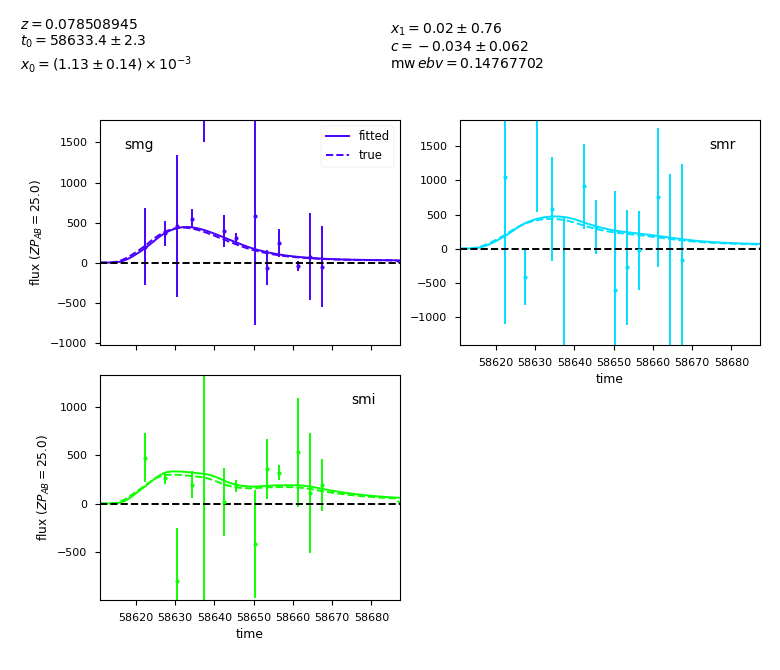 z = 0.078508945
t₀ = 58633.4 ± 2.3
x₀ = (1.13 ± 0.14) × 10⁻³
x₁ = 0.02 ± 0.76
c = −0.034 ± 0.062
mw ebv = 0.14767702
smg
fitted
true
1500
1000
500
0
−500
−1000
flux (ZP_AB = 25.0)
smr
1500
1000
500
0
−500
−1000
58620 58630 58640 58650 58660 58670 58680
time
smi
1000
500
0
−500
flux (ZP_AB = 25.0)
58620 58630 58640 58650 58660 58670 58680
time